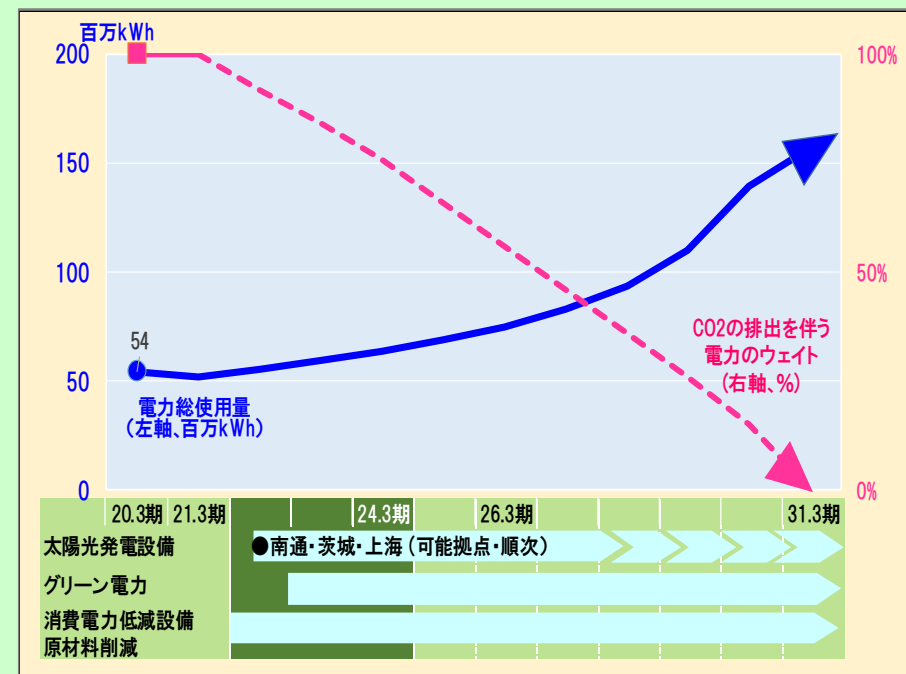 百万kWh
200
100%
150
100
50%
CO2の排出を伴う
電力のウェイト
(右軸、%)
54
50
電力総使用量
(左軸、百万kWh)
0
0%
20.3期 21.3期 24.3期 26.3期 31.3期
太陽光発電設備 ●南通・茨城・上海(可能拠点・順次)
グリーン電力
消費電力低減設備
原材料削減